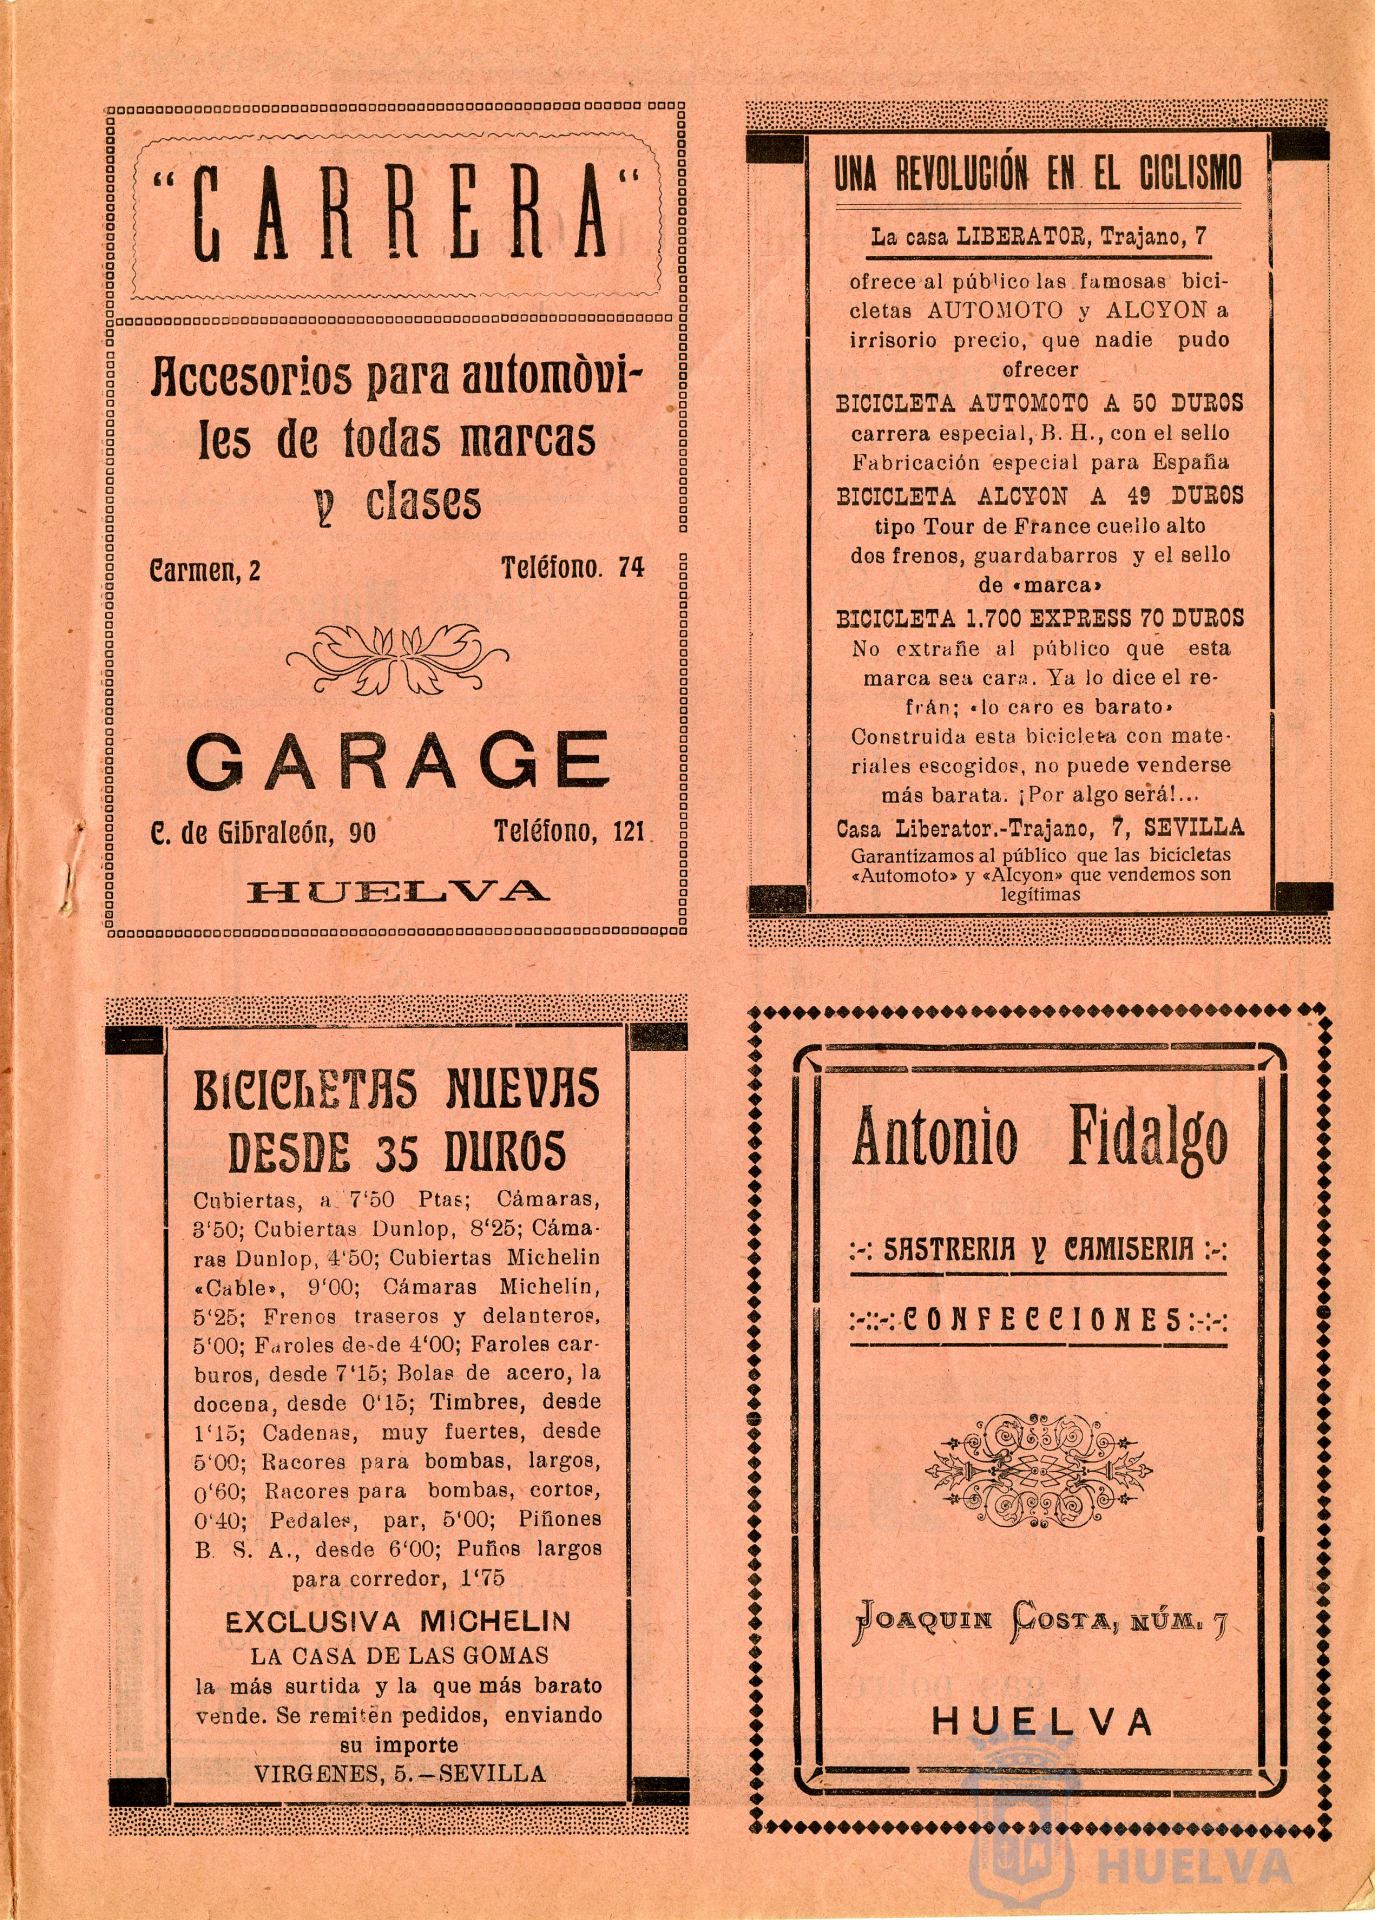 "CARRERA"
Accesorios para automòvi-
les de todas marcas
y clases
Carmen, 2 Teléfono. 74
GARAGE
C. de Gibraleón, 90 Teléfono, 121
HUELVA
UNA REVOLUCIÓN EN EL CICLISMO
La casa LIBERATOR, Trajano, 7
ofrece al público las famosas bici-
cletas AUTOMOTO y ALCYON a
irrisorio precio, que nadie pudo
ofrecer
BICICLETA AUTOMOTO A 50 DUROS
carrera especial, B. H., con el sello
Fabricación especial para España
BICICLETA ALCYON A 49 DUROS
tipo Tour de France cuello alto
dos frenos, guardabarros y el sello
de «marca»
BICICLETA 1.700 EXPRESS 70 DUROS
No extrañe al público que esta
marca sea cara. Ya lo dice el re-
frán; «lo caro es barato»
Construida esta bicicleta con mate-
riales escogidos, no puede venderse
más barata. ¡Por algo será!...
Casa Liberator.-Trajano, 7, SEVILLA
Garantizamos al público que las bicicletas
«Automoto» y «Alcyon» que vendemos son
legítimas
BICICLETAS NUEVAS
DESDE 35 DUROS
Cubiertas, a 7'50 Ptas; Cámaras,
3'50; Cubiertas Dunlop, 8'25; Cáma-
ras Dunlop, 4'50; Cubiertas Michelin
«Cable», 9'00; Cámaras Michelín,
5'25; Frenos traseros y delanteros,
5'00; Faroles desde 4'00; Faroles car-
buros, desde 7'15; Bolas de acero, la
docena, desde 0'15; Timbres, desde
1'15; Cadenas, muy fuertes, desde
5'00; Racores para bombas, largos,
0'60; Racores para bombas, cortos,
0'40; Pedales, par, 5'00; Piñones
B. S. A., desde 6'00; Puños largos
para corredor, 1'75
EXCLUSIVA MICHELIN
LA CASA DE LAS GOMAS
la más surtida y la que más barato
vende. Se remiten pedidos, enviando
su importe
VIRGENES, 5.—SEVILLA
Antonio Fidalgo
:-: SASTRERIA Y CAMISERIA :-:
:-::-: CONFECCIONES :-:-:
JOAQUIN COSTA, NÚM. 7
HUELVA
HUELVA